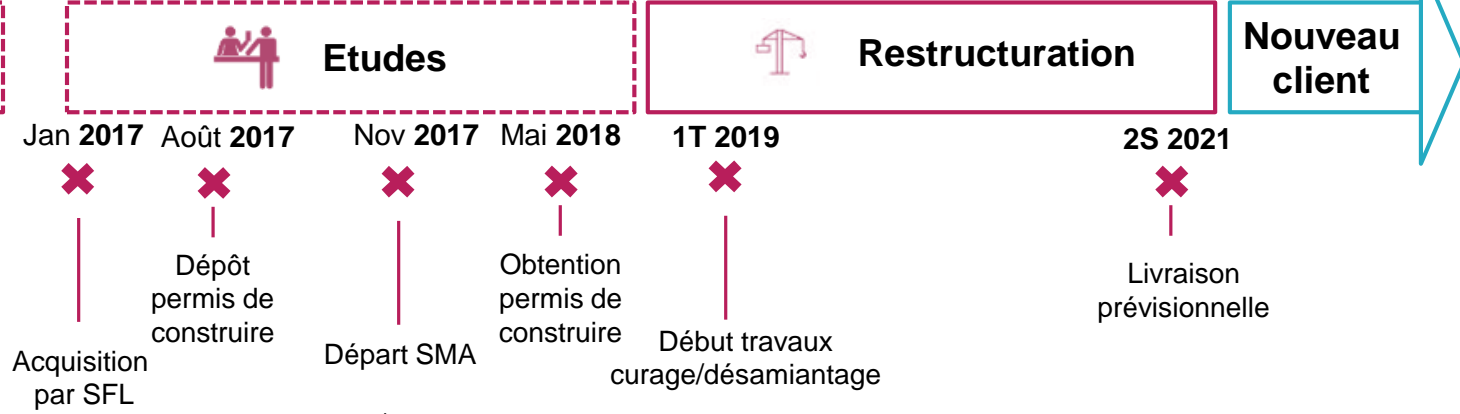 Etudes
Restructuration
Nouveau
client
Jan 2017
Août 2017
Nov 2017
Mai 2018
1T 2019
2S 2021
Acquisition
par SFL
Dépôt
permis de
construire
Départ SMA
Obtention
permis de
construire
Début travaux
curage/désamiantage
Livraison
prévisionnelle